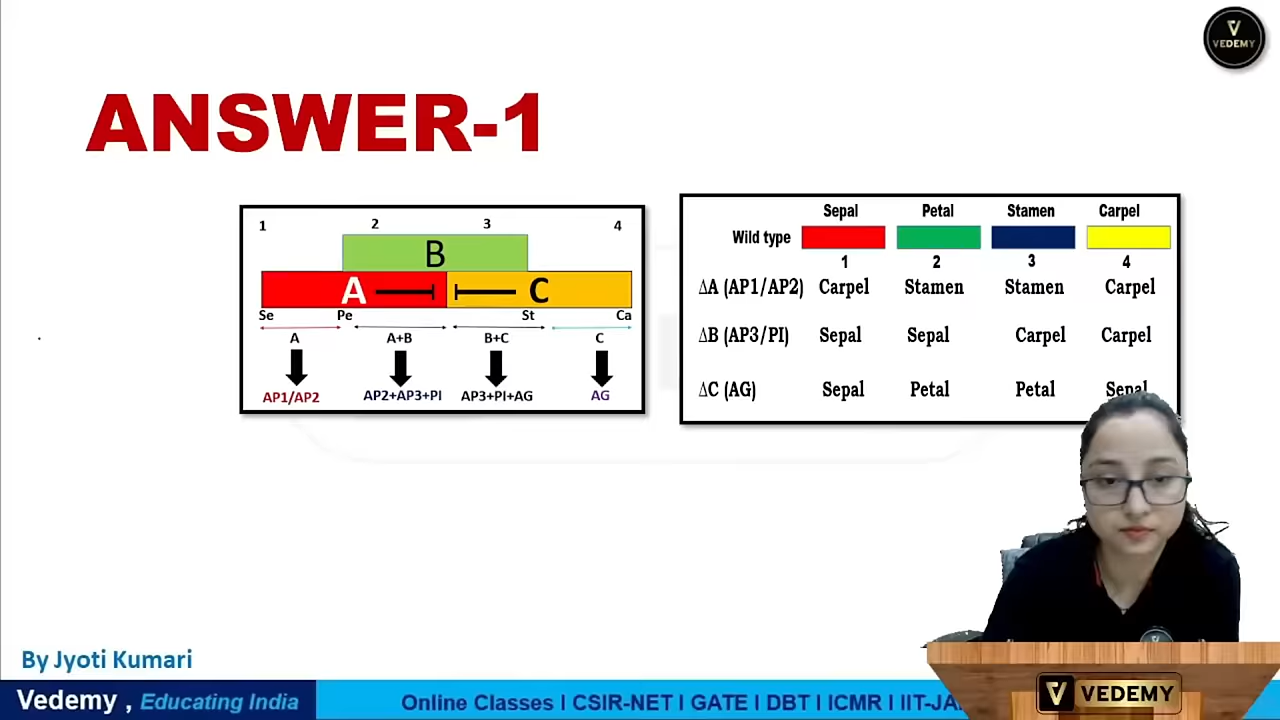 VEDEMY
ANSWER-1
1 2 3 4
B
A C
Se Pe St Ca
A A+B B+C C
AP1/AP2 AP2+AP3+PI AP3+PI+AG AG
Sepal Petal Stamen Carpel
Wild type
1 2 3 4
ΔA (AP1/AP2) Carpel Stamen Stamen Carpel
ΔB (AP3/PI) Sepal Sepal Carpel Carpel
ΔC (AG) Sepal Petal Petal Sepal
By Jyoti Kumari
Vedemy , Educating India
Online Classes I CSIR-NET I GATE I DBT I ICMR I IIT-JA
VEDEMY